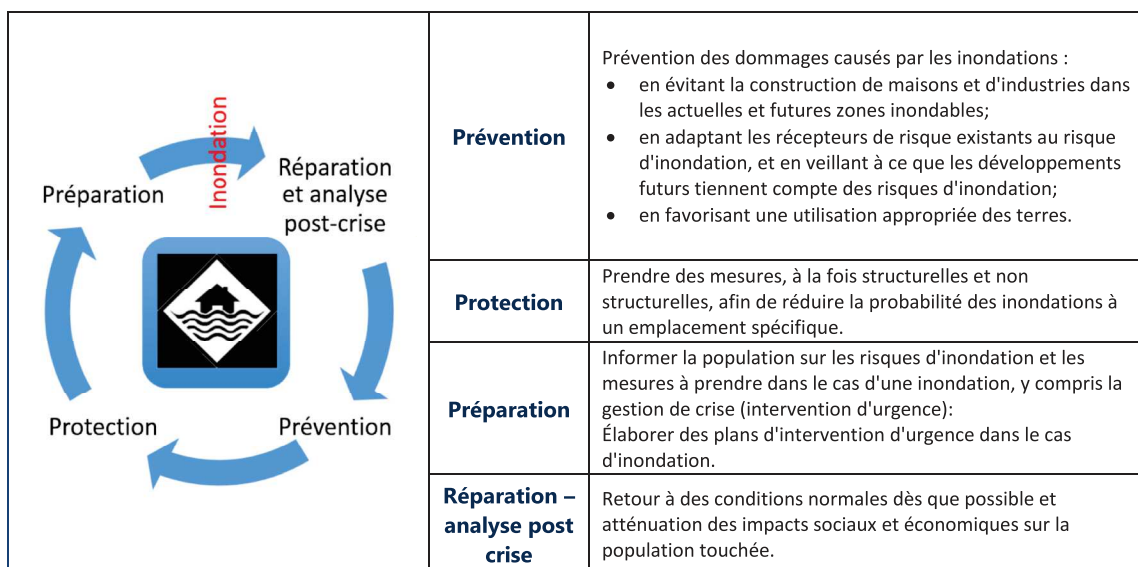 Inondation
Préparation
Réparation
et analyse
post-crise
Protection
Prévention
Prévention
Prévention des dommages causés par les inondations :
• en évitant la construction de maisons et d'industries dans
les actuelles et futures zones inondables;
• en adaptant les récepteurs de risque existants au risque
d'inondation, et en veillant à ce que les développements
futurs tiennent compte des risques d'inondation;
• en favorisant une utilisation appropriée des terres.
Protection
Prendre des mesures, à la fois structurelles et non
structurelles, afin de réduire la probabilité des inondations à
un emplacement spécifique.
Préparation
Informer la population sur les risques d'inondation et les
mesures à prendre dans le cas d'une inondation, y compris la
gestion de crise (intervention d'urgence):
Élaborer des plans d'intervention d'urgence dans le cas
d'inondation.
Réparation –
analyse post
crise
Retour à des conditions normales dès que possible et
atténuation des impacts sociaux et économiques sur la
population touchée.